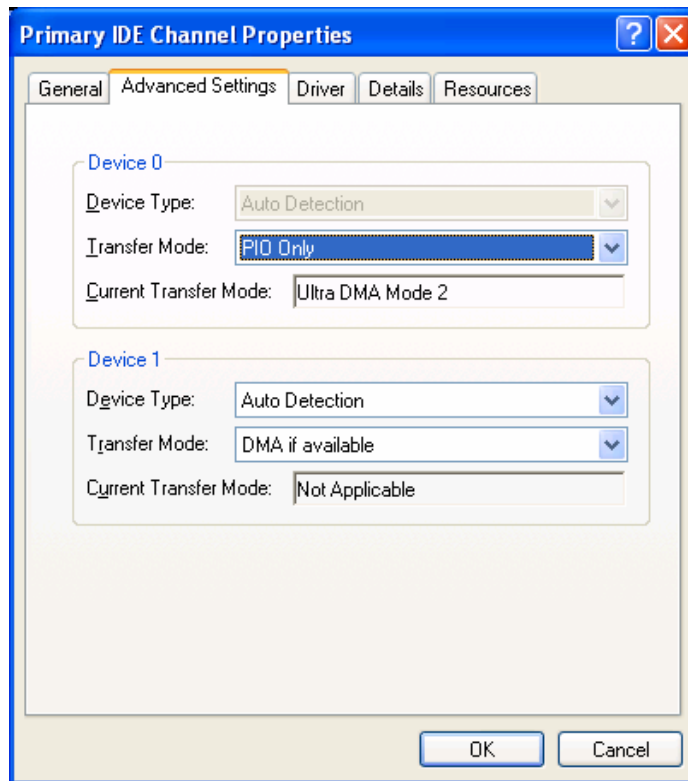 Primary IDE Channel Properties
General Advanced Settings Driver Details Resources
Device 0
Device Type: Auto Detection
Transfer Mode: PIO Only
Current Transfer Mode: Ultra DMA Mode 2
Device 1
Device Type: Auto Detection
Transfer Mode: DMA if available
Current Transfer Mode: Not Applicable
OK Cancel